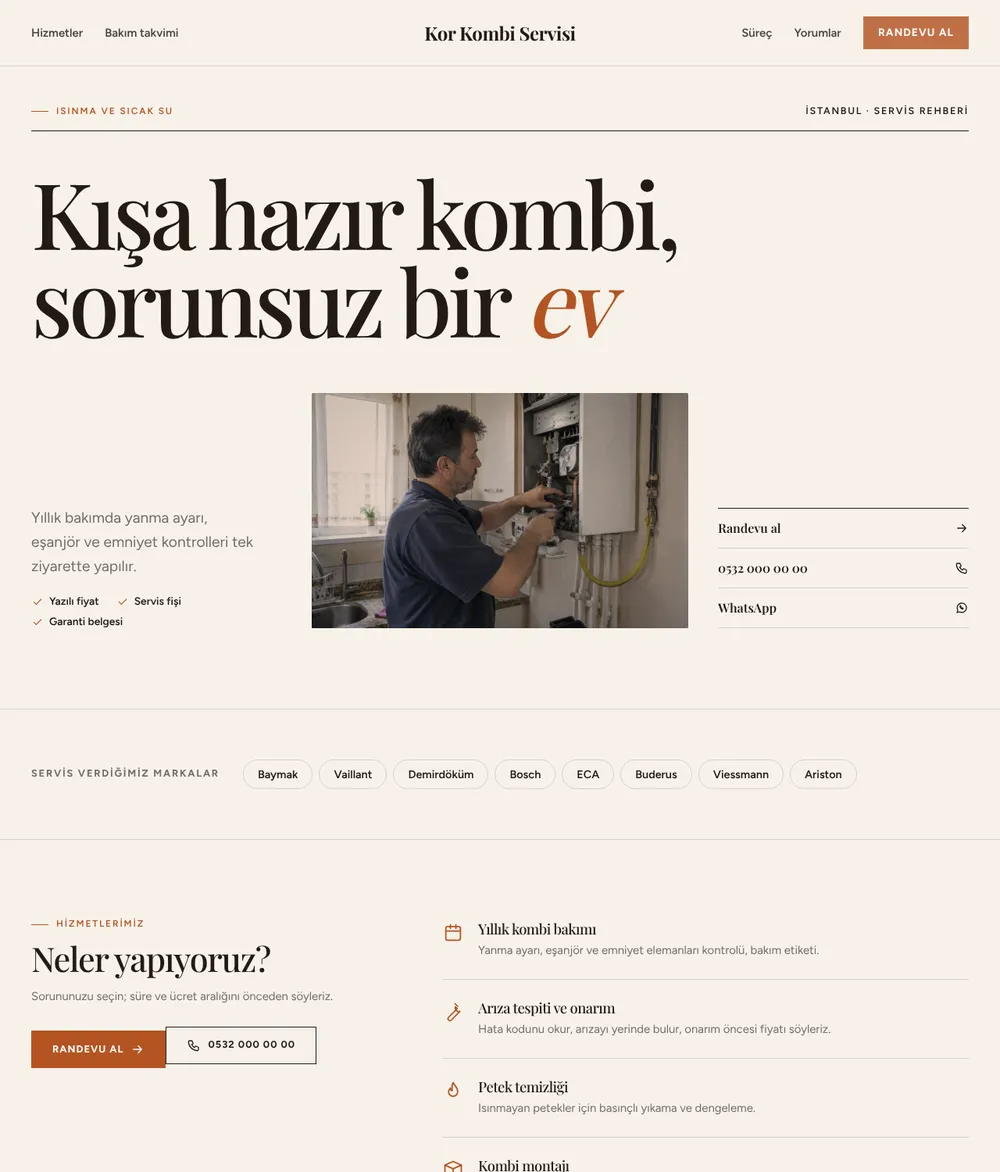 Hizmetler
Bakım takvimi
Kor Kombi Servisi
Süreç
Yorumlar
RANDEVU AL
ISINMA VE SICAK SU
İSTANBUL · SERVİS REHBERİ
Kışa hazır kombi,
sorunsuz bir ev
Yıllık bakımda yanma ayarı,
eşanjör ve emniyet kontrolleri tek
ziyarette yapılır.
Yazılı fiyat
Servis fişi
Garanti belgesi
Randevu al
0532 000 00 00
WhatsApp
SERVİS VERDİĞİMİZ MARKALAR
Baymak
Vaillant
Demirdöküm
Bosch
ECA
Buderus
Viessmann
Ariston
HİZMETLERİMİZ
Neler yapıyoruz?
Sorununuzu seçin; süre ve ücret aralığını önceden söyleriz.
RANDEVU AL
0532 000 00 00
Yıllık kombi bakımı
Yanma ayarı, eşanjör ve emniyet elemanları kontrolü, bakım etiketi.
Arıza tespiti ve onarım
Hata kodunu okur, arızayı yerinde bulur, onarım öncesi fiyatı söyleriz.
Petek temizliği
Isınmayan petekler için basınçlı yıkama ve dengeleme.
Kombi montajı